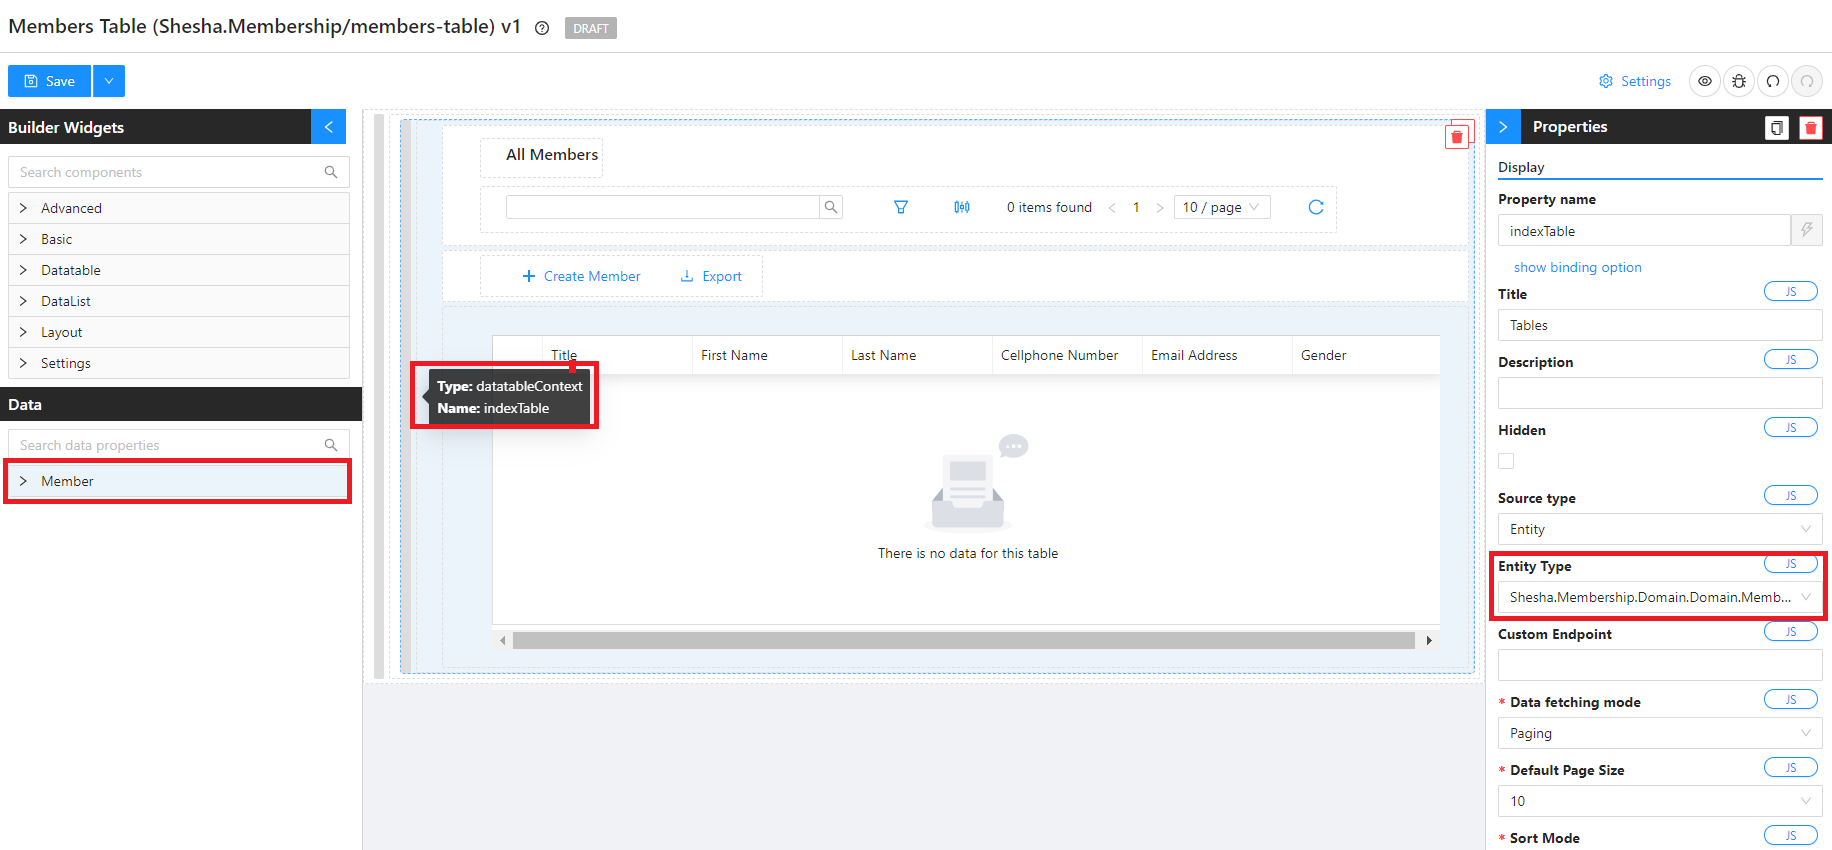 Members Table (Shesha.Membership/members-table) v1 DRAFT
Save
Settings
Builder Widgets
Search components
Advanced
Basic
Datatable
DataList
Layout
Settings
Data
Search data properties
Member
All Members
0 items found < 1 > 10 / page
+ Create Member Export
Title First Name Last Name Cellphone Number Email Address Gender
Type: datatableContext
Name: indexTable
There is no data for this table
Properties
Display
Property name
indexTable
show binding option
Title JS
Tables
Description JS
Hidden JS
Source type JS
Entity
Entity Type JS
Shesha.Membership.Domain.Domain.Memb...
Custom Endpoint JS
* Data fetching mode JS
Paging
* Default Page Size JS
10
* Sort Mode JS